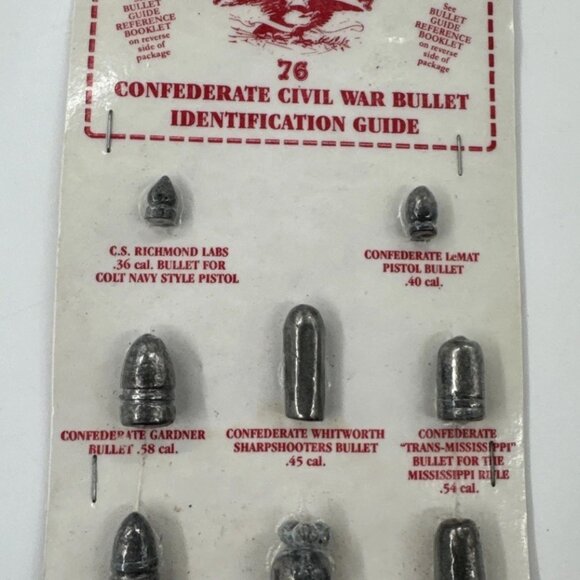 See
BULLET
GUIDE
REFERENCE
BOOKLET
on reverse
side of
package
BULLET
GUIDE
REFERENCE
BOOKLET
on reverse
side of
package
76
CONFEDERATE CIVIL WAR BULLET
IDENTIFICATION GUIDE
C.S. RICHMOND LABS
.36 cal. BULLET FOR
COLT NAVY STYLE PISTOL
CONFEDERATE LeMAT
PISTOL BULLET
.40 cal.
CONFEDERATE GARDNER
BULLET .58 cal.
CONFEDERATE WHITWORTH
SHARPSHOOTERS BULLET
.45 cal.
CONFEDERATE
"TRANS-MISSISSIPPI"
BULLET FOR THE
MISSISSIPPI RIFLE
.54 cal.